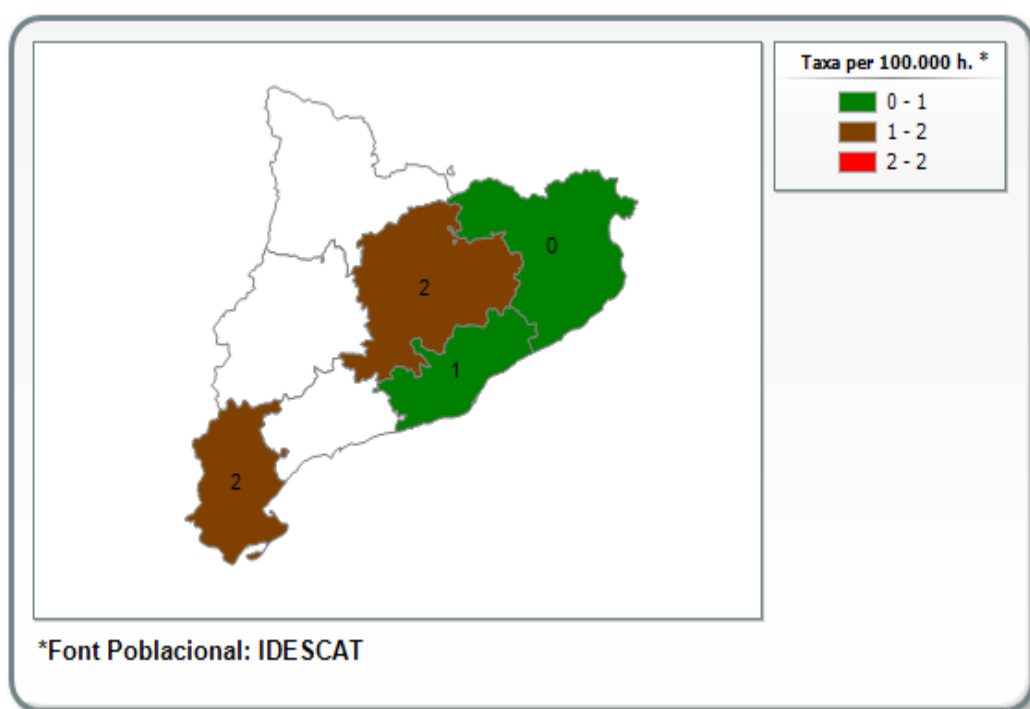 Taxa per 100.000 h. *
0 - 1
1 - 2
2 - 2
0
2
1
2
*Font Poblacional: IDESCAT